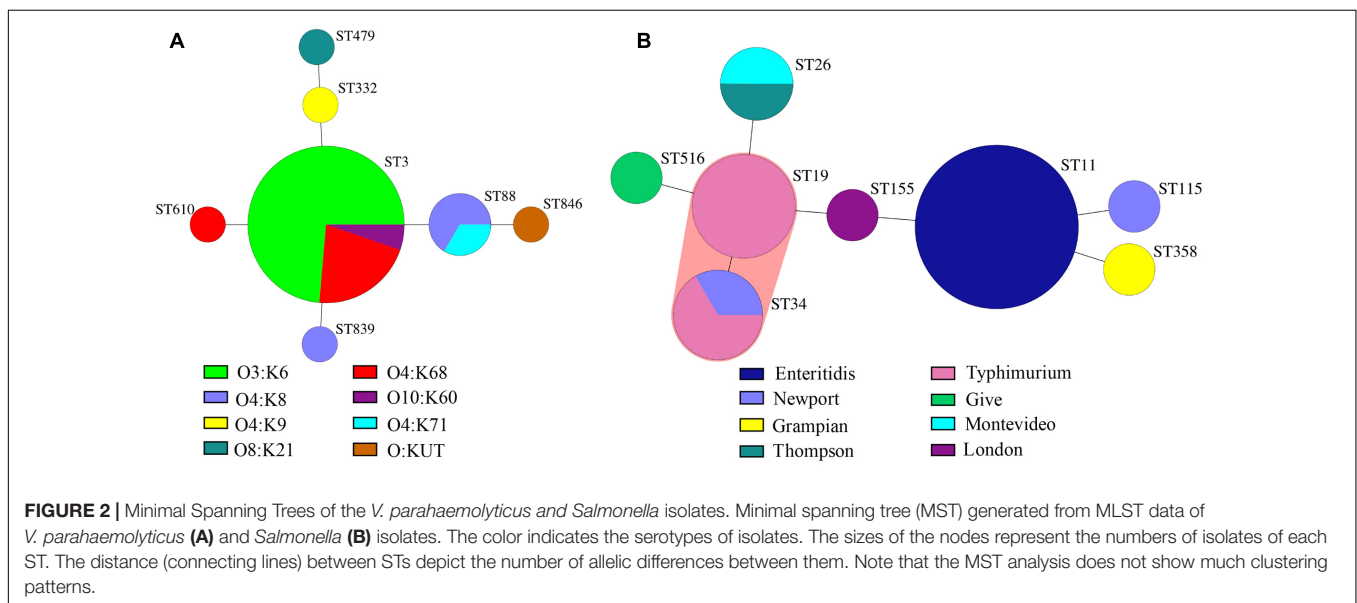 A
ST479
ST332
ST3
ST610
ST88
ST846
ST839
O3:K6
O4:K8
O4:K9
O8:K21
O4:K68
O10:K60
O4:K71
O:KUT
B
ST26
ST516
ST19
ST155
ST11
ST115
ST358
ST34
Enteritidis
Newport
Grampian
Thompson
Typhimurium
Give
Montevideo
London
FIGURE 2 | Minimal Spanning Trees of the V. parahaemolyticus and Salmonella isolates. Minimal spanning tree (MST) generated from MLST data of
V. parahaemolyticus (A) and Salmonella (B) isolates. The color indicates the serotypes of isolates. The sizes of the nodes represent the numbers of isolates of each
ST. The distance (connecting lines) between STs depict the number of allelic differences between them. Note that the MST analysis does not show much clustering
patterns.